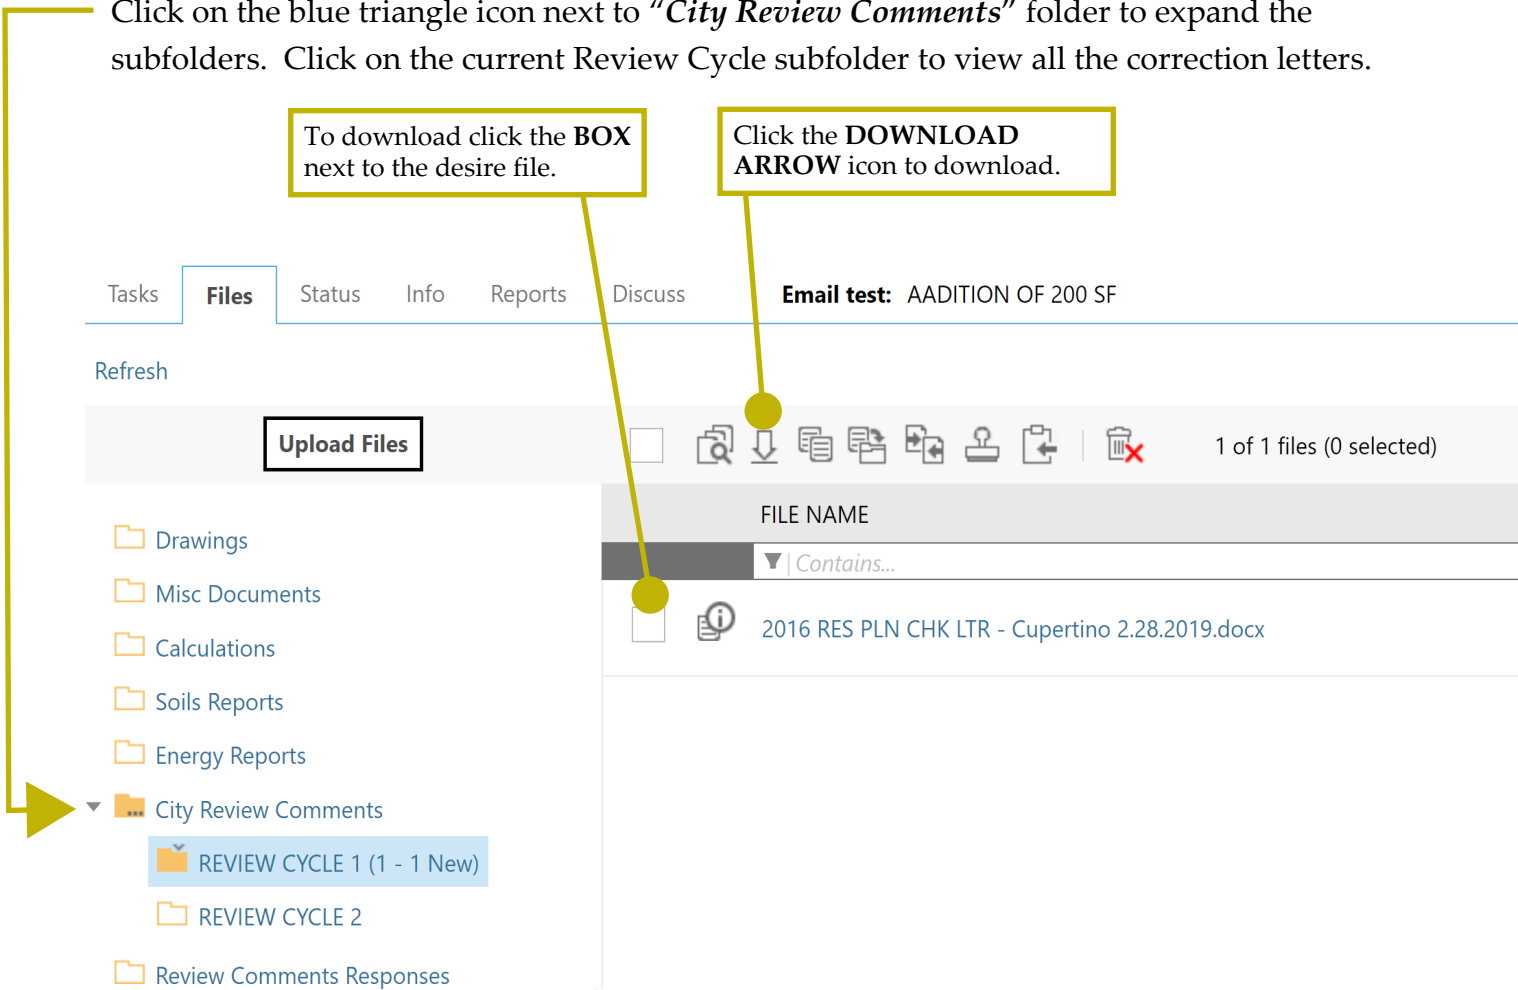 Click on the blue triangle icon next to “City Review Comments” folder to expand the
subfolders.  Click on the current Review Cycle subfolder to view all the correction letters.
To download click the BOX
next to the desire file.
Click the DOWNLOAD
ARROW icon to download.
Tasks Files Status Info Reports Discuss Email test: AADITION OF 200 SF
Refresh
Upload Files
1 of 1 files (0 selected)
FILE NAME
Contains...
2016 RES PLN CHK LTR - Cupertino 2.28.2019.docx
Drawings
Misc Documents
Calculations
Soils Reports
Energy Reports
City Review Comments
REVIEW CYCLE 1 (1 - 1 New)
REVIEW CYCLE 2
Review Comments Responses